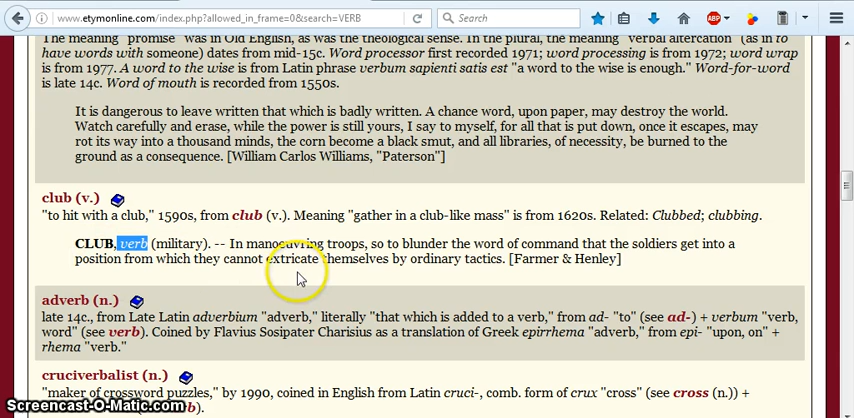 www.etymonline.com/index.php?allowed_in_frame=0&search=VERB
Search
ABP
The meaning "promise" was in Old English, as was the theological sense. In the plural, the meaning "verbal altercation" (as in to
have words with someone) dates from mid-15c. Word processor first recorded 1971; word processing is from 1972; word wrap
is from 1977. A word to the wise is from Latin phrase verbum sapienti satis est "a word to the wise is enough." Word-for-word
is late 14c. Word of mouth is recorded from 1550s.
It is dangerous to leave written that which is badly written. A chance word, upon paper, may destroy the world.
Watch carefully and erase, while the power is still yours, I say to myself, for all that is put down, once it escapes, may
rot its way into a thousand minds, the corn become a black smut, and all libraries, of necessity, be burned to the
ground as a consequence. [William Carlos Williams, "Paterson"]
club (v.)
"to hit with a club," 1590s, from club (v.). Meaning "gather in a club-like mass" is from 1620s. Related: Clubbed; clubbing.
CLUB, verb (military). -- In manoeuvring troops, so to blunder the word of command that the soldiers get into a
position from which they cannot extricate themselves by ordinary tactics. [Farmer & Henley]
adverb (n.)
late 14c., from Late Latin adverbium "adverb," literally "that which is added to a verb," from ad- "to" (see ad-) + verbum "verb,
word" (see verb). Coined by Flavius Sosipater Charisius as a translation of Greek epirrhema "adverb," from epi- "upon, on" +
rhema "verb."
cruciverbalist (n.)
"maker of crossword puzzles," by 1990, coined in English from Latin cruci-, comb. form of crux "cross" (see cross (n.)) +
Screencast-O-Matic.com